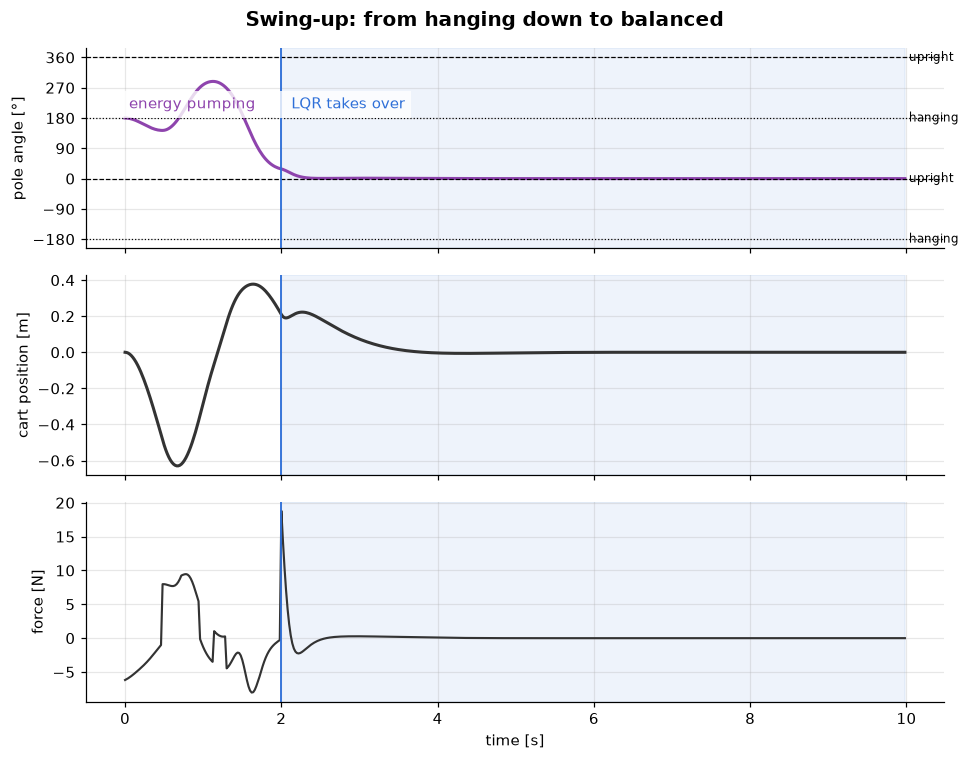 Swing-up: from hanging down to balanced
360
270
180
90
0
−90
−180
pole angle [°]
energy pumping
LQR takes over
upright
hanging
upright
hanging
0.4
0.2
0.0
−0.2
−0.4
−0.6
cart position [m]
20
15
10
5
0
−5
force [N]
0 2 4 6 8 10
time [s]